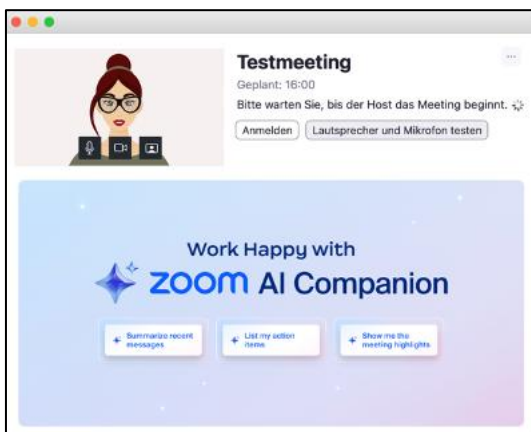 Testmeeting
Geplant: 16:00
Bitte warten Sie, bis der Host das Meeting beginnt.
Anmelden
Lautsprecher und Mikrofon testen
Work Happy with
zoom AI Companion
Summarize recent
messages
List my action
items
Show me the
meeting highlights